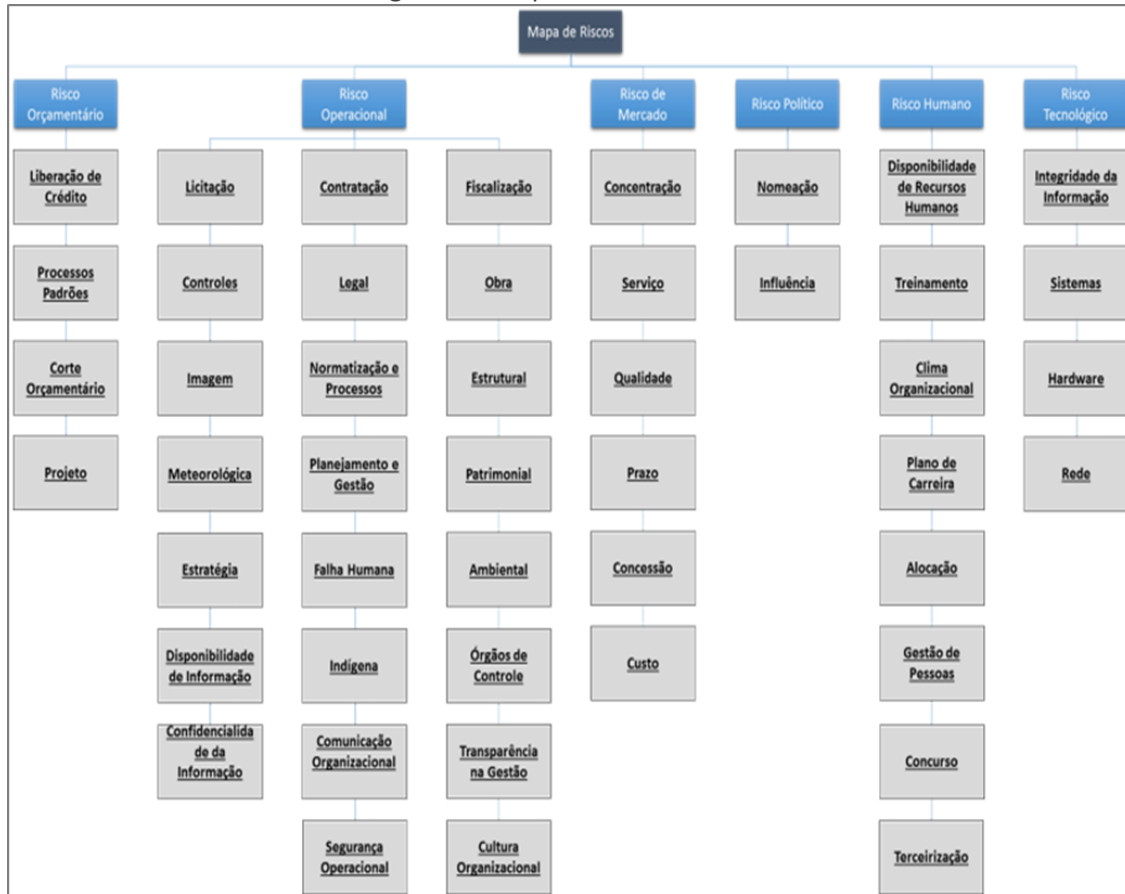 Mapa de Riscos
Risco
Orçamentário
Risco
Operacional
Risco de
Mercado
Risco Político
Risco Humano
Risco
Tecnológico
Liberação de
Crédito
Licitação
Contratação
Fiscalização
Concentração
Nomeação
Disponibilidade
de Recursos
Humanos
Integridade da
Informação
Processos
Padrões
Controles
Legal
Obra
Serviço
Influência
Treinamento
Sistemas
Corte
Orçamentário
Imagem
Normatização e
Processos
Estrutural
Qualidade
Clima
Organizacional
Hardware
Projeto
Meteorológica
Planejamento e
Gestão
Patrimonial
Prazo
Plano de
Carreira
Rede
Estratégia
Falha Humana
Ambiental
Concessão
Alocação
Disponibilidade
de Informação
Indígena
Órgãos de
Controle
Custo
Gestão de
Pessoas
Confidencialida
de da
Informação
Comunicação
Organizacional
Transparência
na Gestão
Concurso
Segurança
Operacional
Cultura
Organizacional
Terceirização